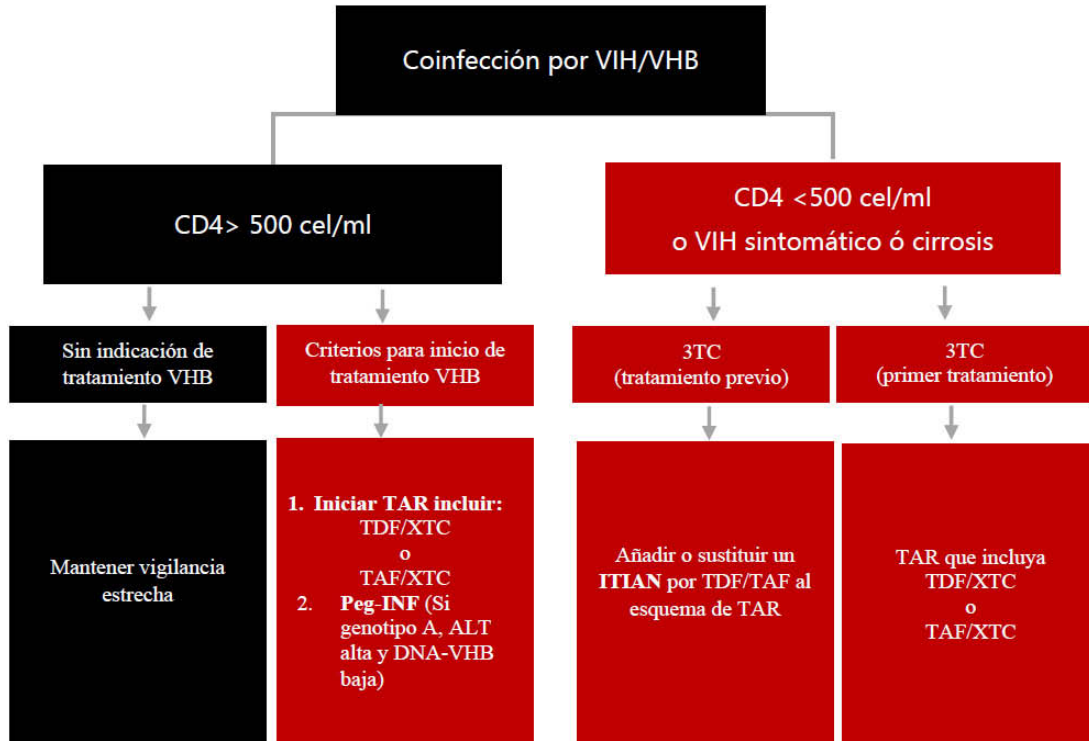 Coinfección por VIH/VHB
CD4> 500 cel/ml
CD4 <500 cel/ml
o VIH sintomático ó cirrosis
Sin indicación de
tratamiento VHB
Criterios para inicio de
tratamiento VHB
3TC
(tratamiento previo)
3TC
(primer tratamiento)
Mantener vigilancia
estrecha
1. Iniciar TAR incluir:
TDF/XTC
o
TAF/XTC
2. Peg-INF (Si
genotipo A, ALT
alta y DNA-VHB
baja)
Añadir o sustituir un
ITIAN por TDF/TAF al
esquema de TAR
TAR que incluya
TDF/XTC
o
TAF/XTC